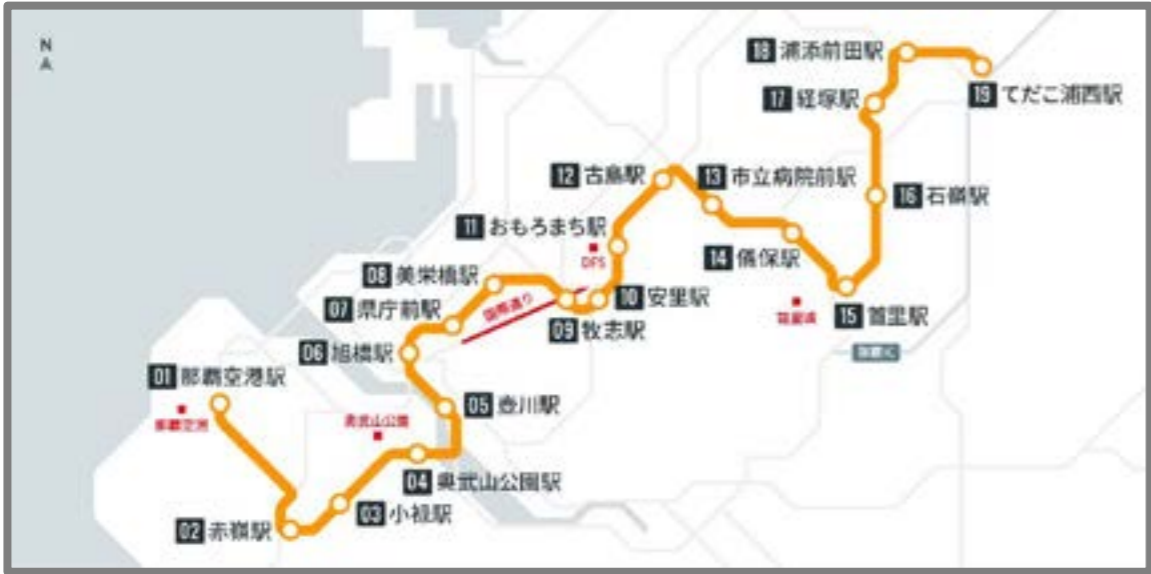 N
A
01 那覇空港駅
那覇空港
02 赤嶺駅
03 小禄駅
04 奥武山公園駅
奥武山公園
05 壺川駅
06 旭橋駅
07 県庁前駅
08 美栄橋駅
国際通り
09 牧志駅
10 安里駅
11 おもろまち駅
DFS
12 古島駅
13 市立病院前駅
14 儀保駅
15 首里駅
首里城
16 石嶺駅
17 経塚駅
18 浦添前田駅
19 てだこ浦西駅